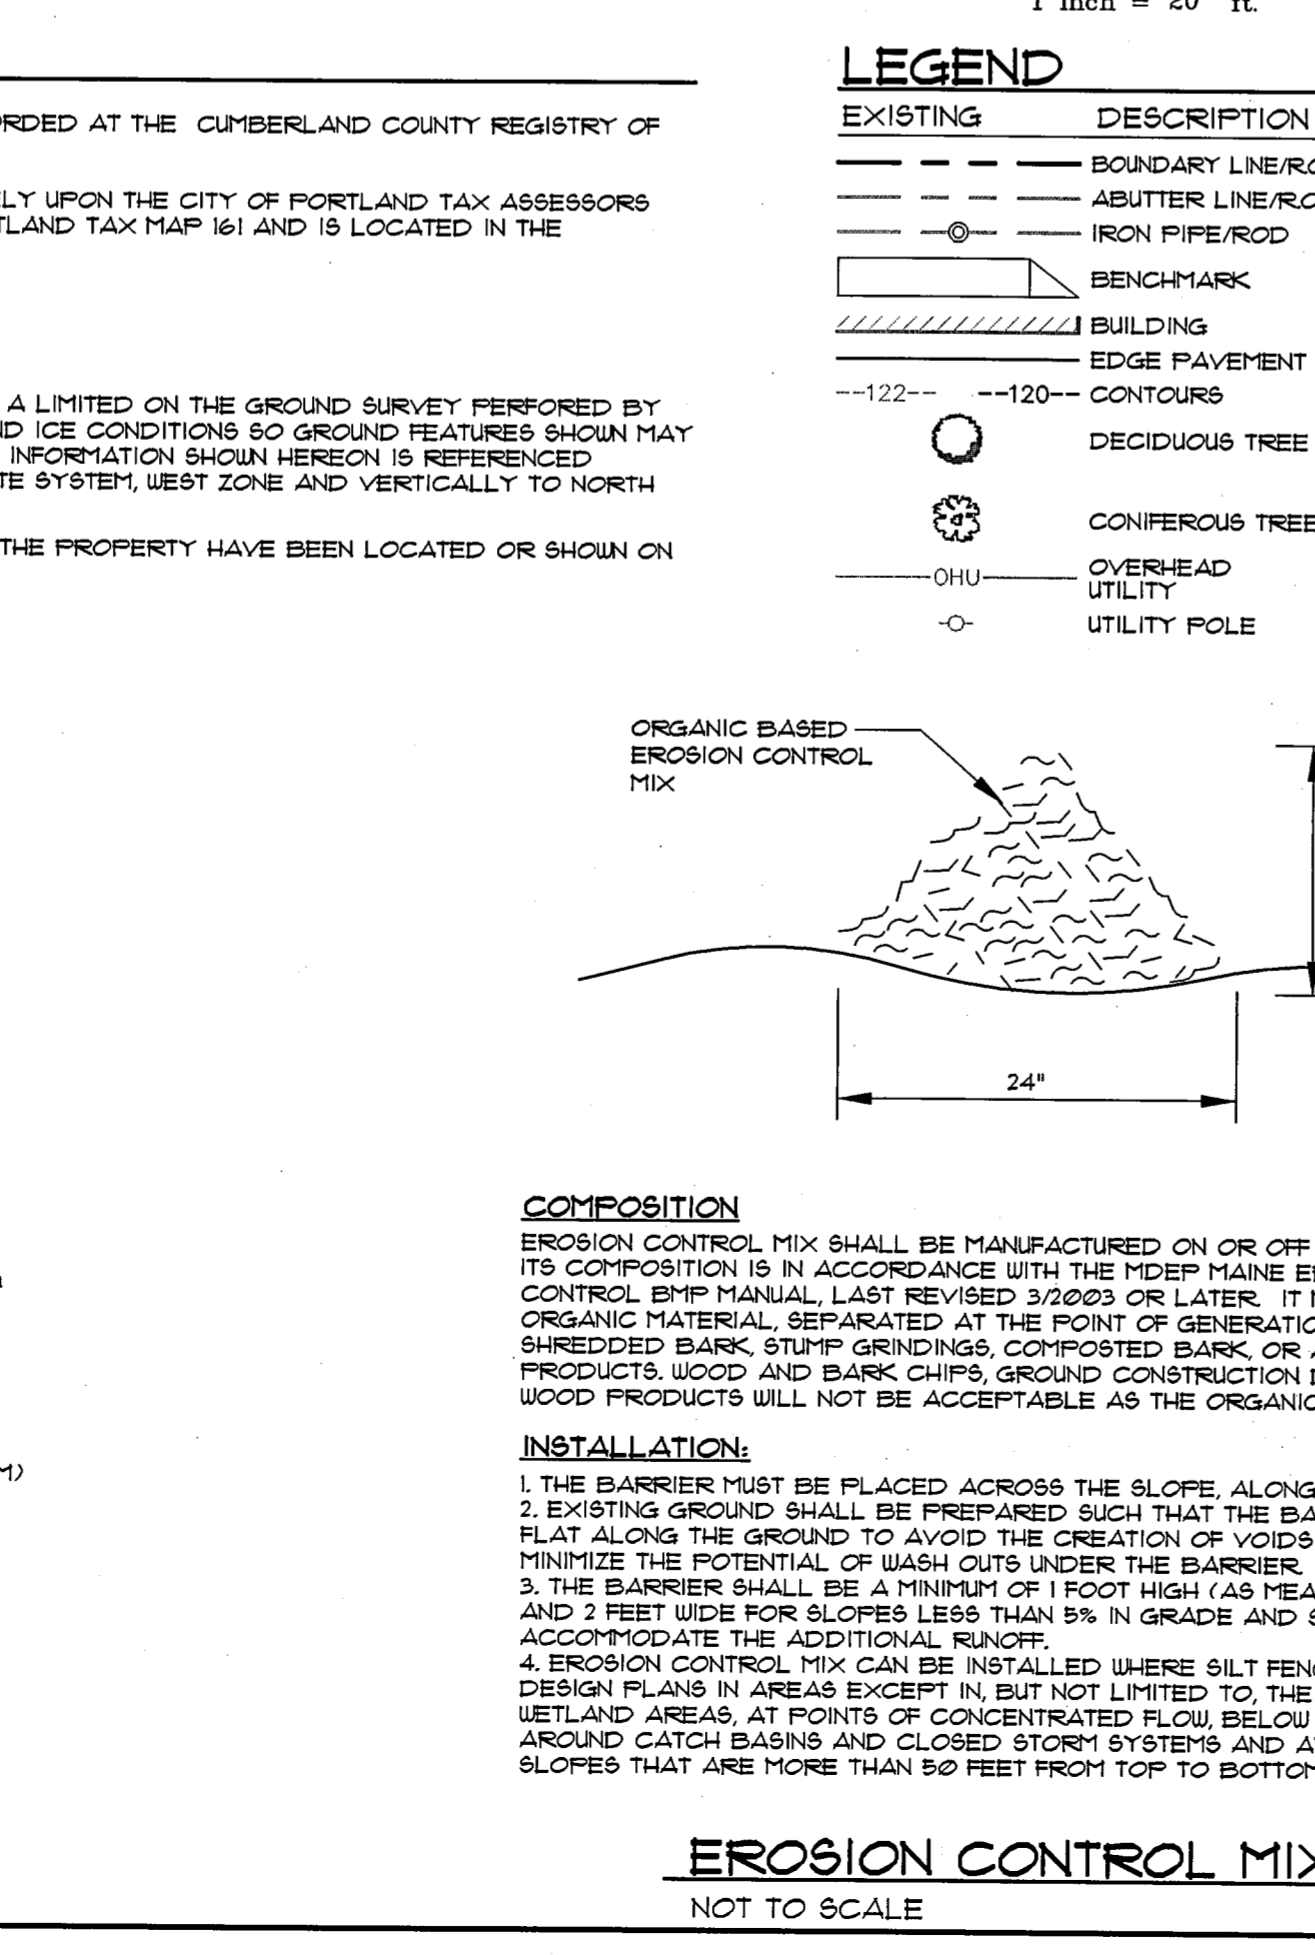 1 inch = 20 ft.
RDED AT THE CUMBERLAND COUNTY REGISTRY OF
LY UPON THE CITY OF PORTLAND TAX ASSESSORS
TLAND TAX MAP 161 AND IS LOCATED IN THE
A LIMITED ON THE GROUND SURVEY PERFORED BY
ND ICE CONDITIONS SO GROUND FEATURES SHOWN MAY
INFORMATION SHOWN HEREON IS REFERENCED
TE SYSTEM, WEST ZONE AND VERTICALLY TO NORTH
THE PROPERTY HAVE BEEN LOCATED OR SHOWN ON
M)
LEGEND
EXISTING DESCRIPTION
BOUNDARY LINE/R.O
ABUTTER LINE/R.O
IRON PIPE/ROD
BENCHMARK
BUILDING
EDGE PAVEMENT
--122-- --120-- CONTOURS
DECIDUOUS TREE
CONIFEROUS TREE
OHU OVERHEAD
UTILITY
UTILITY POLE
ORGANIC BASED
EROSION CONTROL
MIX
24"
COMPOSITION
EROSION CONTROL MIX SHALL BE MANUFACTURED ON OR OFF
ITS COMPOSITION IS IN ACCORDANCE WITH THE MDEP MAINE E
CONTROL BMP MANUAL, LAST REVISED 3/2003 OR LATER. IT
ORGANIC MATERIAL, SEPARATED AT THE POINT OF GENERATIO
SHREDDED BARK, STUMP GRINDINGS, COMPOSTED BARK, OR
PRODUCTS. WOOD AND BARK CHIPS, GROUND CONSTRUCTION
WOOD PRODUCTS WILL NOT BE ACCEPTABLE AS THE ORGANIC
INSTALLATION:
1. THE BARRIER MUST BE PLACED ACROSS THE SLOPE, ALONG
2. EXISTING GROUND SHALL BE PREPARED SUCH THAT THE BA
FLAT ALONG THE GROUND TO AVOID THE CREATION OF VOIDS
MINIMIZE THE POTENTIAL OF WASH OUTS UNDER THE BARRIER.
3. THE BARRIER SHALL BE A MINIMUM OF 1 FOOT HIGH (AS MEA
AND 2 FEET WIDE FOR SLOPES LESS THAN 5% IN GRADE AND S
ACCOMMODATE THE ADDITIONAL RUNOFF.
4. EROSION CONTROL MIX CAN BE INSTALLED WHERE SILT FEN
DESIGN PLANS IN AREAS EXCEPT IN, BUT NOT LIMITED TO, THE
WETLAND AREAS, AT POINTS OF CONCENTRATED FLOW, BELOW
AROUND CATCH BASINS AND CLOSED STORM SYSTEMS AND A
SLOPES THAT ARE MORE THAN 50 FEET FROM TOP TO BOTTOM
EROSION CONTROL MIX
NOT TO SCALE